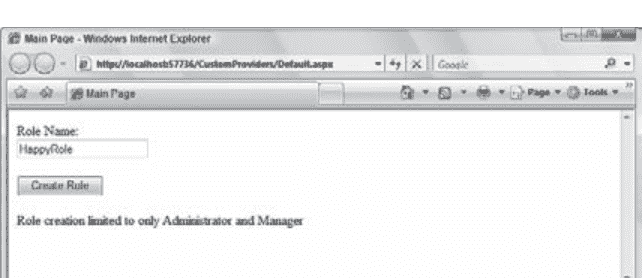 Main Page - Windows Internet Explorer
http://localhost:57736/CustomProviders/Default.aspx
Google
Main Page
Page
Tools
Role Name:
HappyRole
Create Role
Role creation limited to only Administrator and Manager